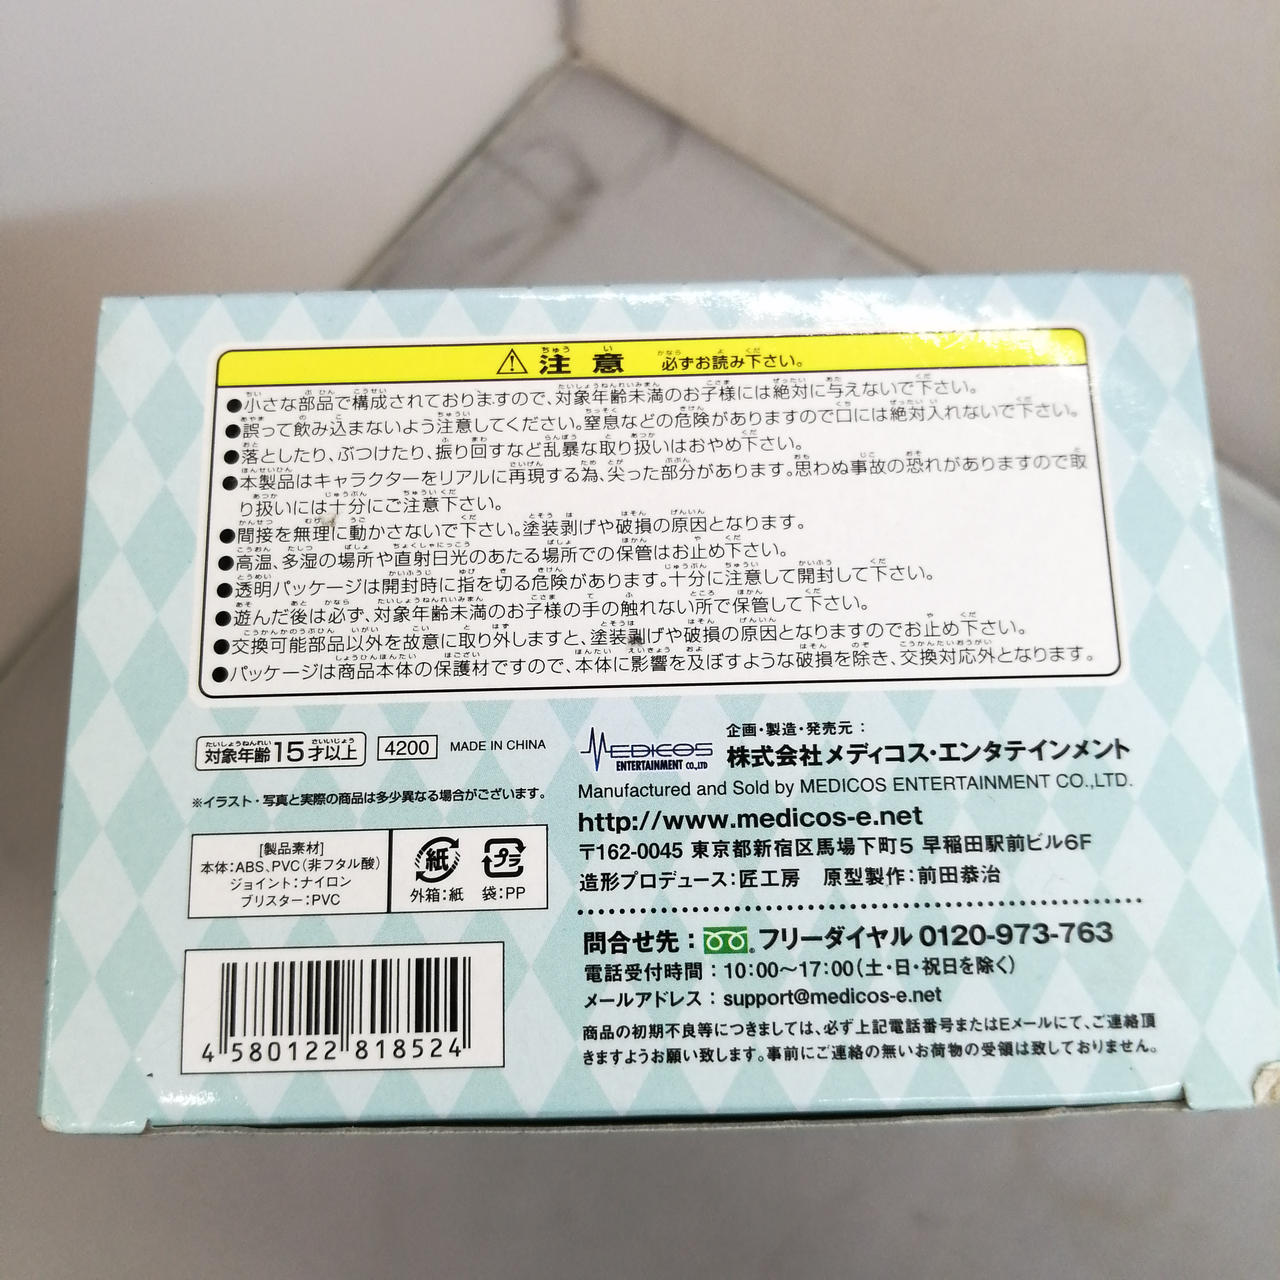 ⚠注意 必ずお読み下さい。
●小さな部品で構成されておりますので、対象年齢未満のお子様には絶対に与えないで下さい。
●誤って飲み込まないよう注意してください。窒息などの危険がありますので口には絶対入れないで下さい。
●落としたり、ぶつけたり、振り回すなど乱暴な取り扱いはおやめ下さい。
●本製品はキャラクターをリアルに再現する為、尖った部分があります。思わぬ事故の恐れがありますので取
り扱いには十分にご注意下さい。
●間接を無理に動かさないで下さい。塗装剥げや破損の原因となります。
●高温、多湿の場所や直射日光のあたる場所での保管はお止め下さい。
●透明パッケージは開封時に指を切る危険があります。十分に注意して開封して下さい。
●遊んだ後は必ず、対象年齢未満のお子様の手の触れない所で保管して下さい。
●交換可能部品以外を故意に取り外しますと、塗装剥げや破損の原因となりますのでお止め下さい。
●パッケージは商品本体の保護材ですので、本体に影響を及ぼすような破損を除き、交換対応外となります。
対象年齢15才以上 4200 MADE IN CHINA
※イラスト・写真と実際の商品は多少異なる場合がございます。
[製品素材]
本体:ABS、PVC(非フタル酸)
ジョイント:ナイロン
ブリスター:PVC
紙 プラ
外箱:紙 袋:PP
4 580122 818524
MEDICOS
ENTERTAINMENT CO.,LTD
企画・製造・発売元:
株式会社メディコス・エンタテインメント
Manufactured and Sold by MEDICOS ENTERTAINMENT CO.,LTD.
http://www.medicos-e.net
〒162-0045 東京都新宿区馬場下町5 早稲田駅前ビル6F
造形プロデュース:匠工房 原型製作:前田恭治
問合せ先: フリーダイヤル 0120-973-763
電話受付時間:10:00～17:00(土・日・祝日を除く)
メールアドレス:support@medicos-e.net
商品の初期不良等につきましては、必ず上記電話番号またはEメールにて、ご連絡頂
きますようお願い致します。事前にご連絡の無いお荷物の受領は致しておりません。